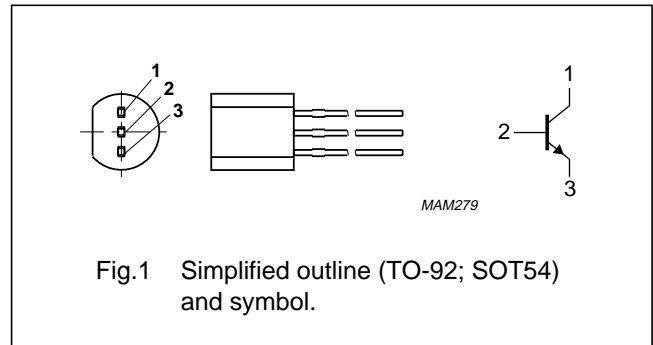 1
2
3
1
2
3
MAM279
Fig.1 Simplified outline (TO-92; SOT54)
and symbol.